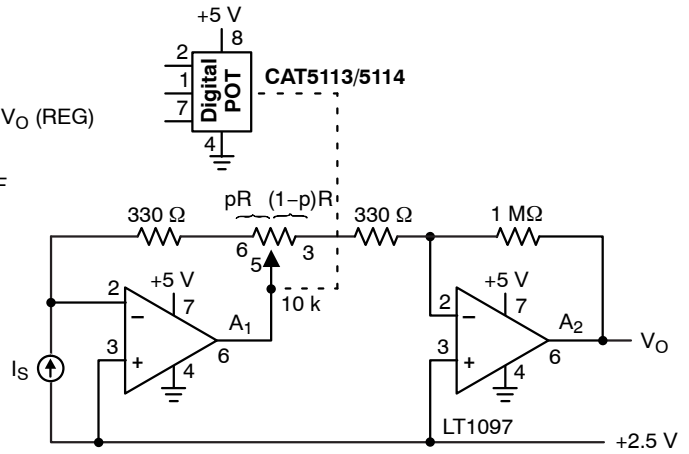 +5 V
8
2
1
7
4
Digital
POT
CAT5113/5114
V_O (REG)
F
pR (1−p)R
330 Ω
330 Ω
1 MΩ
6
5
3
10 k
2
+5 V
7
−
A_1
3
+
6
4
I_S
2
+5 V
7
−
A_2
3
+
6
4
V_O
LT1097
+2.5 V